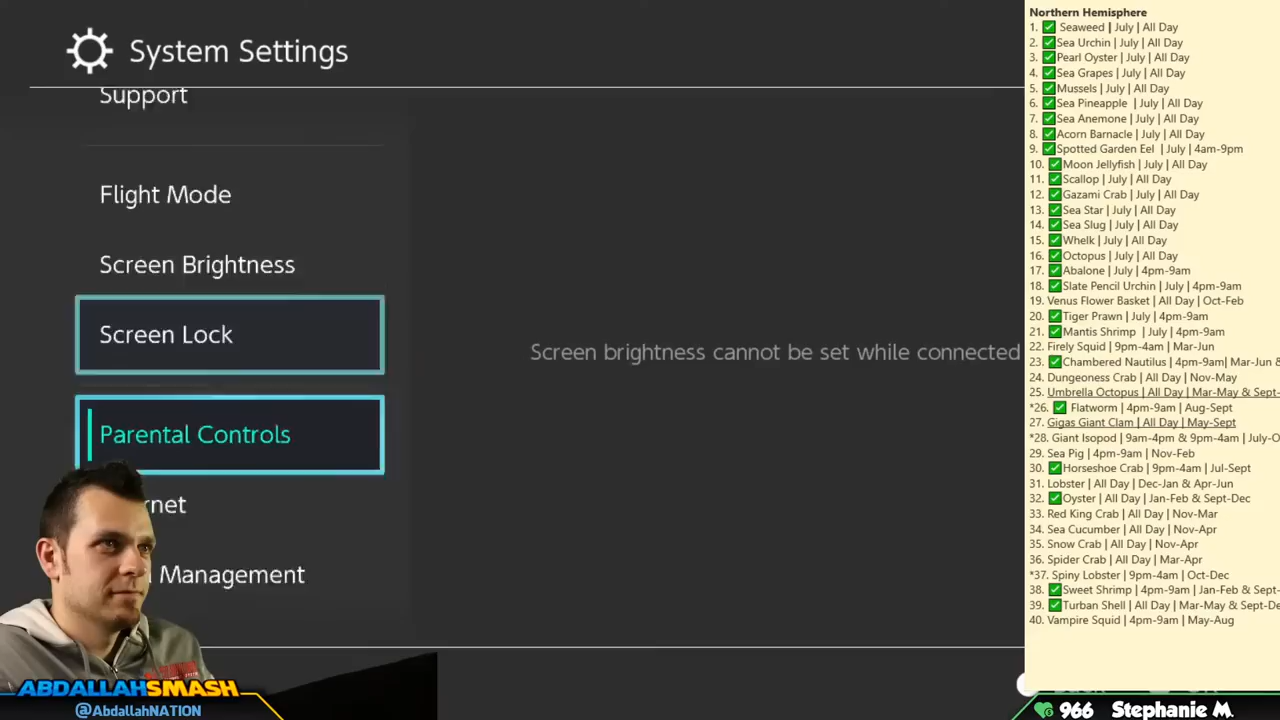 System Settings
Support
Flight Mode
Screen Brightness
Screen Lock
Parental Controls
Management
Screen brightness cannot be set while connected
Northern Hemisphere
1. ✅ Seaweed | July | All Day
2. ✅Sea Urchin | July | All Day
3. ✅Pearl Oyster | July | All Day
4. ✅Sea Grapes | July | All Day
5. ✅Mussels | July | All Day
6. ✅Sea Pineapple | July | All Day
7. ✅Sea Anemone | July | All Day
8. ✅Acorn Barnacle | July | All Day
9. ✅Spotted Garden Eel | July | 4am-9pm
10. ✅Moon Jellyfish | July | All Day
11. ✅Scallop | July | All Day
12. ✅Gazami Crab | July | All Day
13. ✅Sea Star | July | All Day
14. ✅Sea Slug | July | All Day
15. ✅Whelk | July | All Day
16. ✅Octopus | July | All Day
17. ✅Abalone | July | 4pm-9am
18. ✅Slate Pencil Urchin | July | 4pm-9am
19. Venus Flower Basket | All Day | Oct-Feb
20. ✅Tiger Prawn | July | 4pm-9am
21. ✅Mantis Shrimp | July | 4pm-9am
22. Firely Squid | 9pm-4am | Mar-Jun
23. ✅Chambered Nautilus | 4pm-9am| Mar-Jun &
24. Dungeoness Crab | All Day | Nov-May
25. Umbrella Octopus | All Day | Mar-May & Sept-
*26. ✅ Flatworm | 4pm-9am | Aug-Sept
27. Gigas Giant Clam | All Day | May-Sept
*28. Giant Isopod | 9am-4pm & 9pm-4am | July-O
29. Sea Pig | 4pm-9am | Nov-Feb
30. ✅Horseshoe Crab | 9pm-4am | Jul-Sept
31. Lobster | All Day | Dec-Jan & Apr-Jun
32. ✅Oyster | All Day | Jan-Feb & Sept-Dec
33. Red King Crab | All Day | Nov-Mar
34. Sea Cucumber | All Day | Nov-Apr
35. Snow Crab | All Day | Nov-Apr
36. Spider Crab | All Day | Mar-Apr
*37. Spiny Lobster | 9pm-4am | Oct-Dec
38. ✅Sweet Shrimp | 4pm-9am | Jan-Feb & Sept-
39. ✅Turban Shell | All Day | Mar-May & Sept-De
40. Vampire Squid | 4pm-9am | May-Aug
ABDALLAHSMASH
@AbdallahNATION
966 Stephanie M.